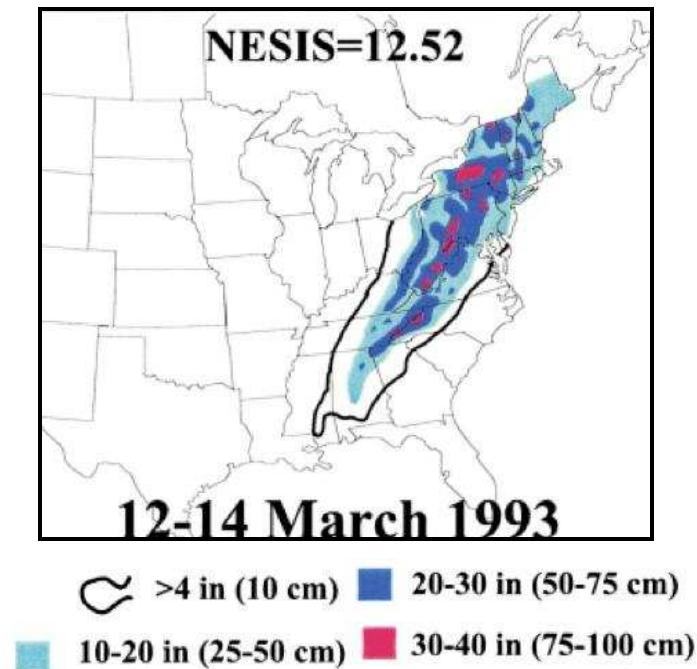 NESIS=12.52
12-14 March 1993
>4 in (10 cm)
20-30 in (50-75 cm)
10-20 in (25-50 cm)
30-40 in (75-100 cm)